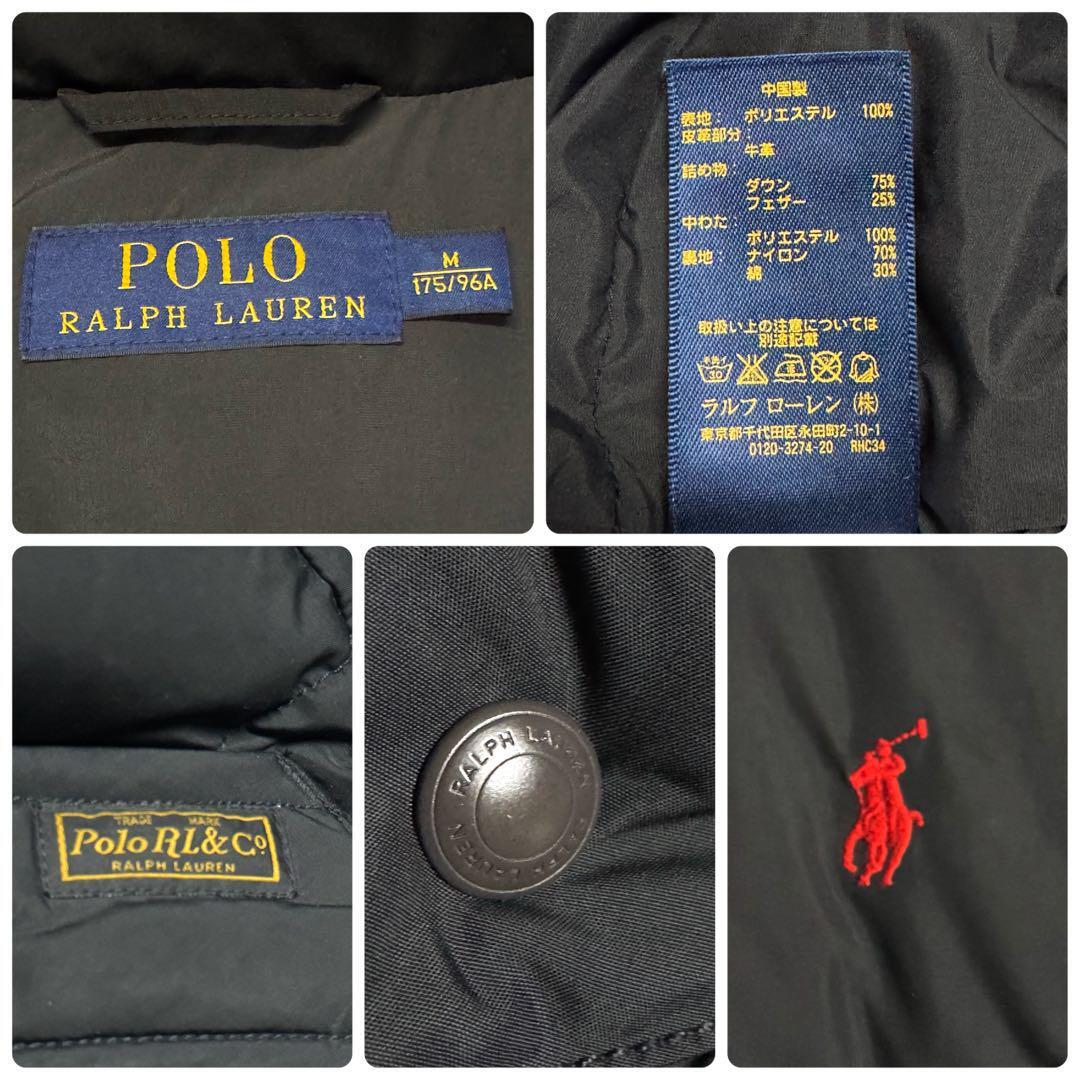 POLO
RALPH LAUREN
M
175/96A
中国製
表地: ポリエステル 100%
皮革部分:
牛革
詰め物:
ダウン 75%
フェザー 25%
中わた:
ポリエステル 100%
裏地: ナイロン 70%
綿 30%
取扱い上の注意については
別途記載
ラルフ ローレン (株)
東京都千代田区永田町2-10-1
0120-3274-20 RHC34
TRADE MARK
Polo RL & Co.
RALPH LAUREN
RALPH LAUREN
RALPH LAUREN